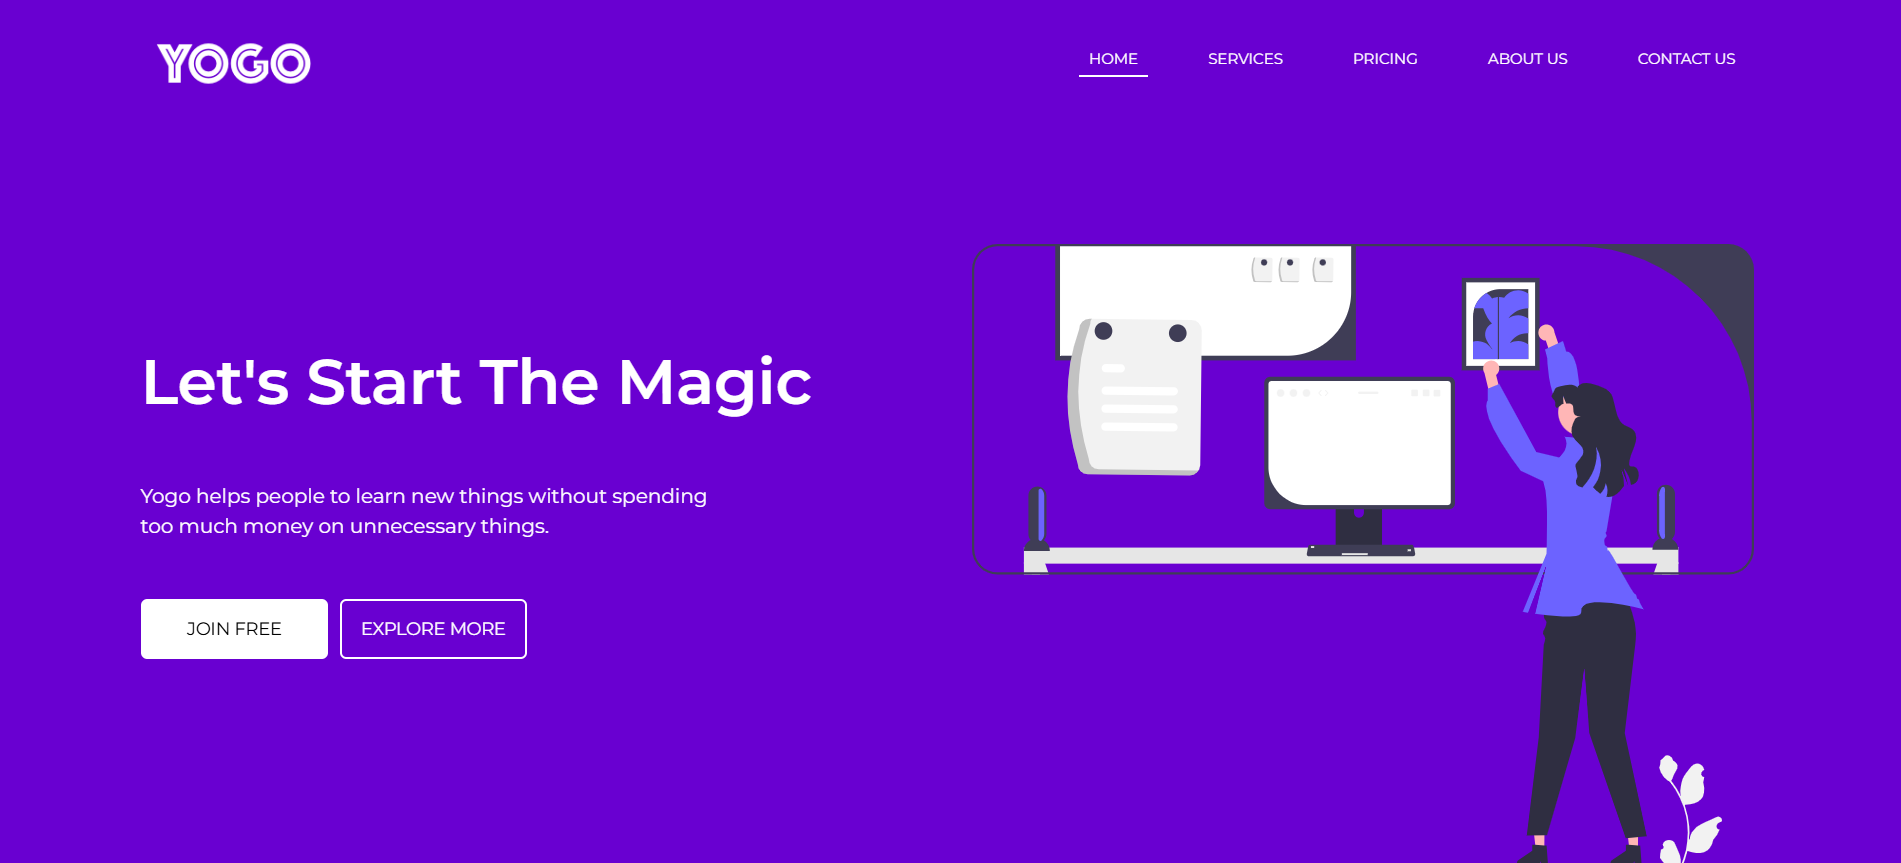 YOGO
HOME
SERVICES
PRICING
ABOUT US
CONTACT US
Let's Start The Magic
Yogo helps people to learn new things without spending
too much money on unnecessary things.
JOIN FREE
EXPLORE MORE